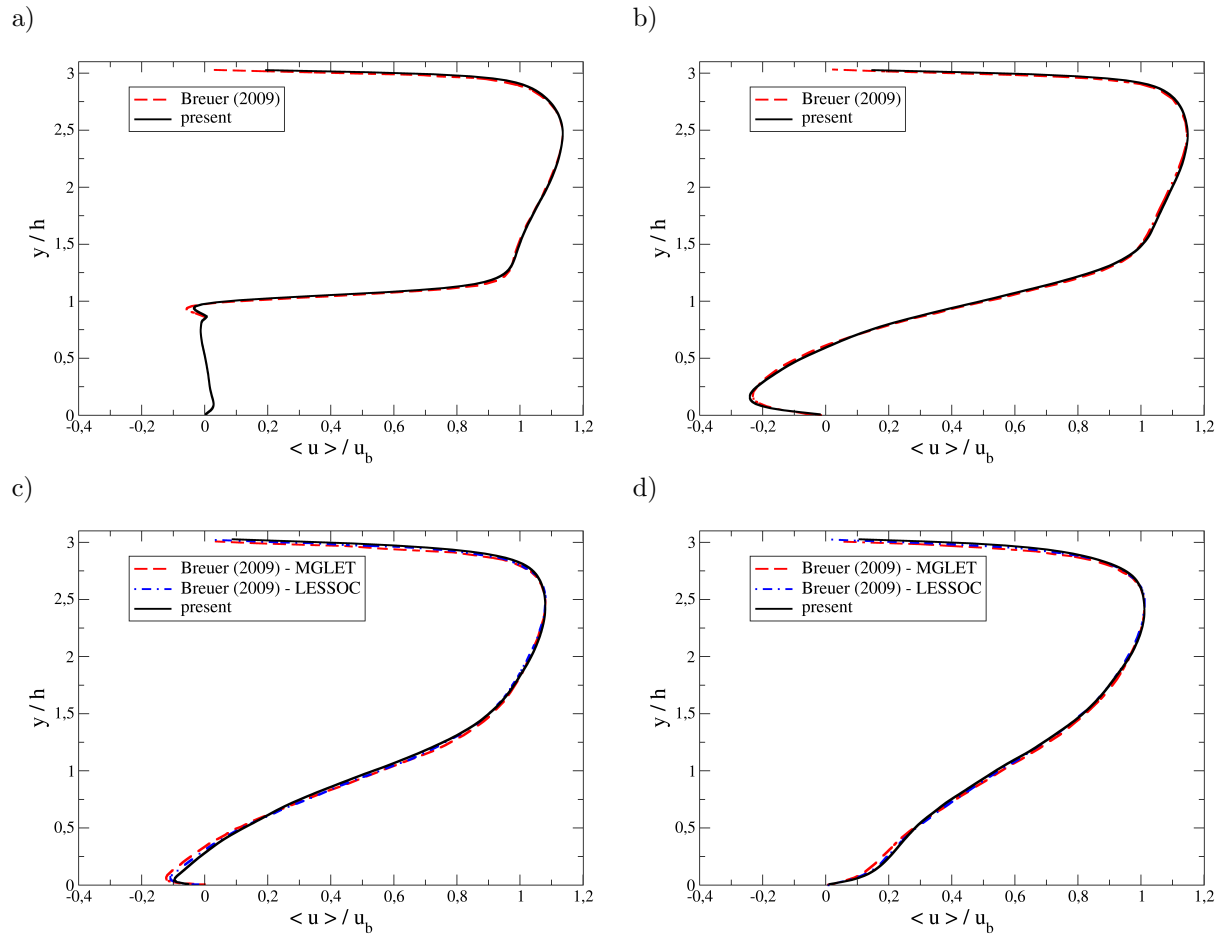 a)
3
2,5
2
1,5
1
0,5
0
y / h
-0,4
-0,2
0
0,2
0,4
0,6
0,8
1
1,2
< u > / u_b
Breuer (2009)
present
b)
3
2,5
2
1,5
1
0,5
0
y / h
-0,4
-0,2
0
0,2
0,4
0,6
0,8
1
1,2
< u > / u_b
Breuer (2009)
present
c)
3
2,5
2
1,5
1
0,5
0
y / h
-0,4
-0,2
0
0,2
0,4
0,6
0,8
1
1,2
< u > / u_b
Breuer (2009) - MGLET
Breuer (2009) - LESSOC
present
d)
3
2,5
2
1,5
1
0,5
0
y / h
-0,4
-0,2
0
0,2
0,4
0,6
0,8
1
1,2
< u > / u_b
Breuer (2009) - MGLET
Breuer (2009) - LESSOC
present